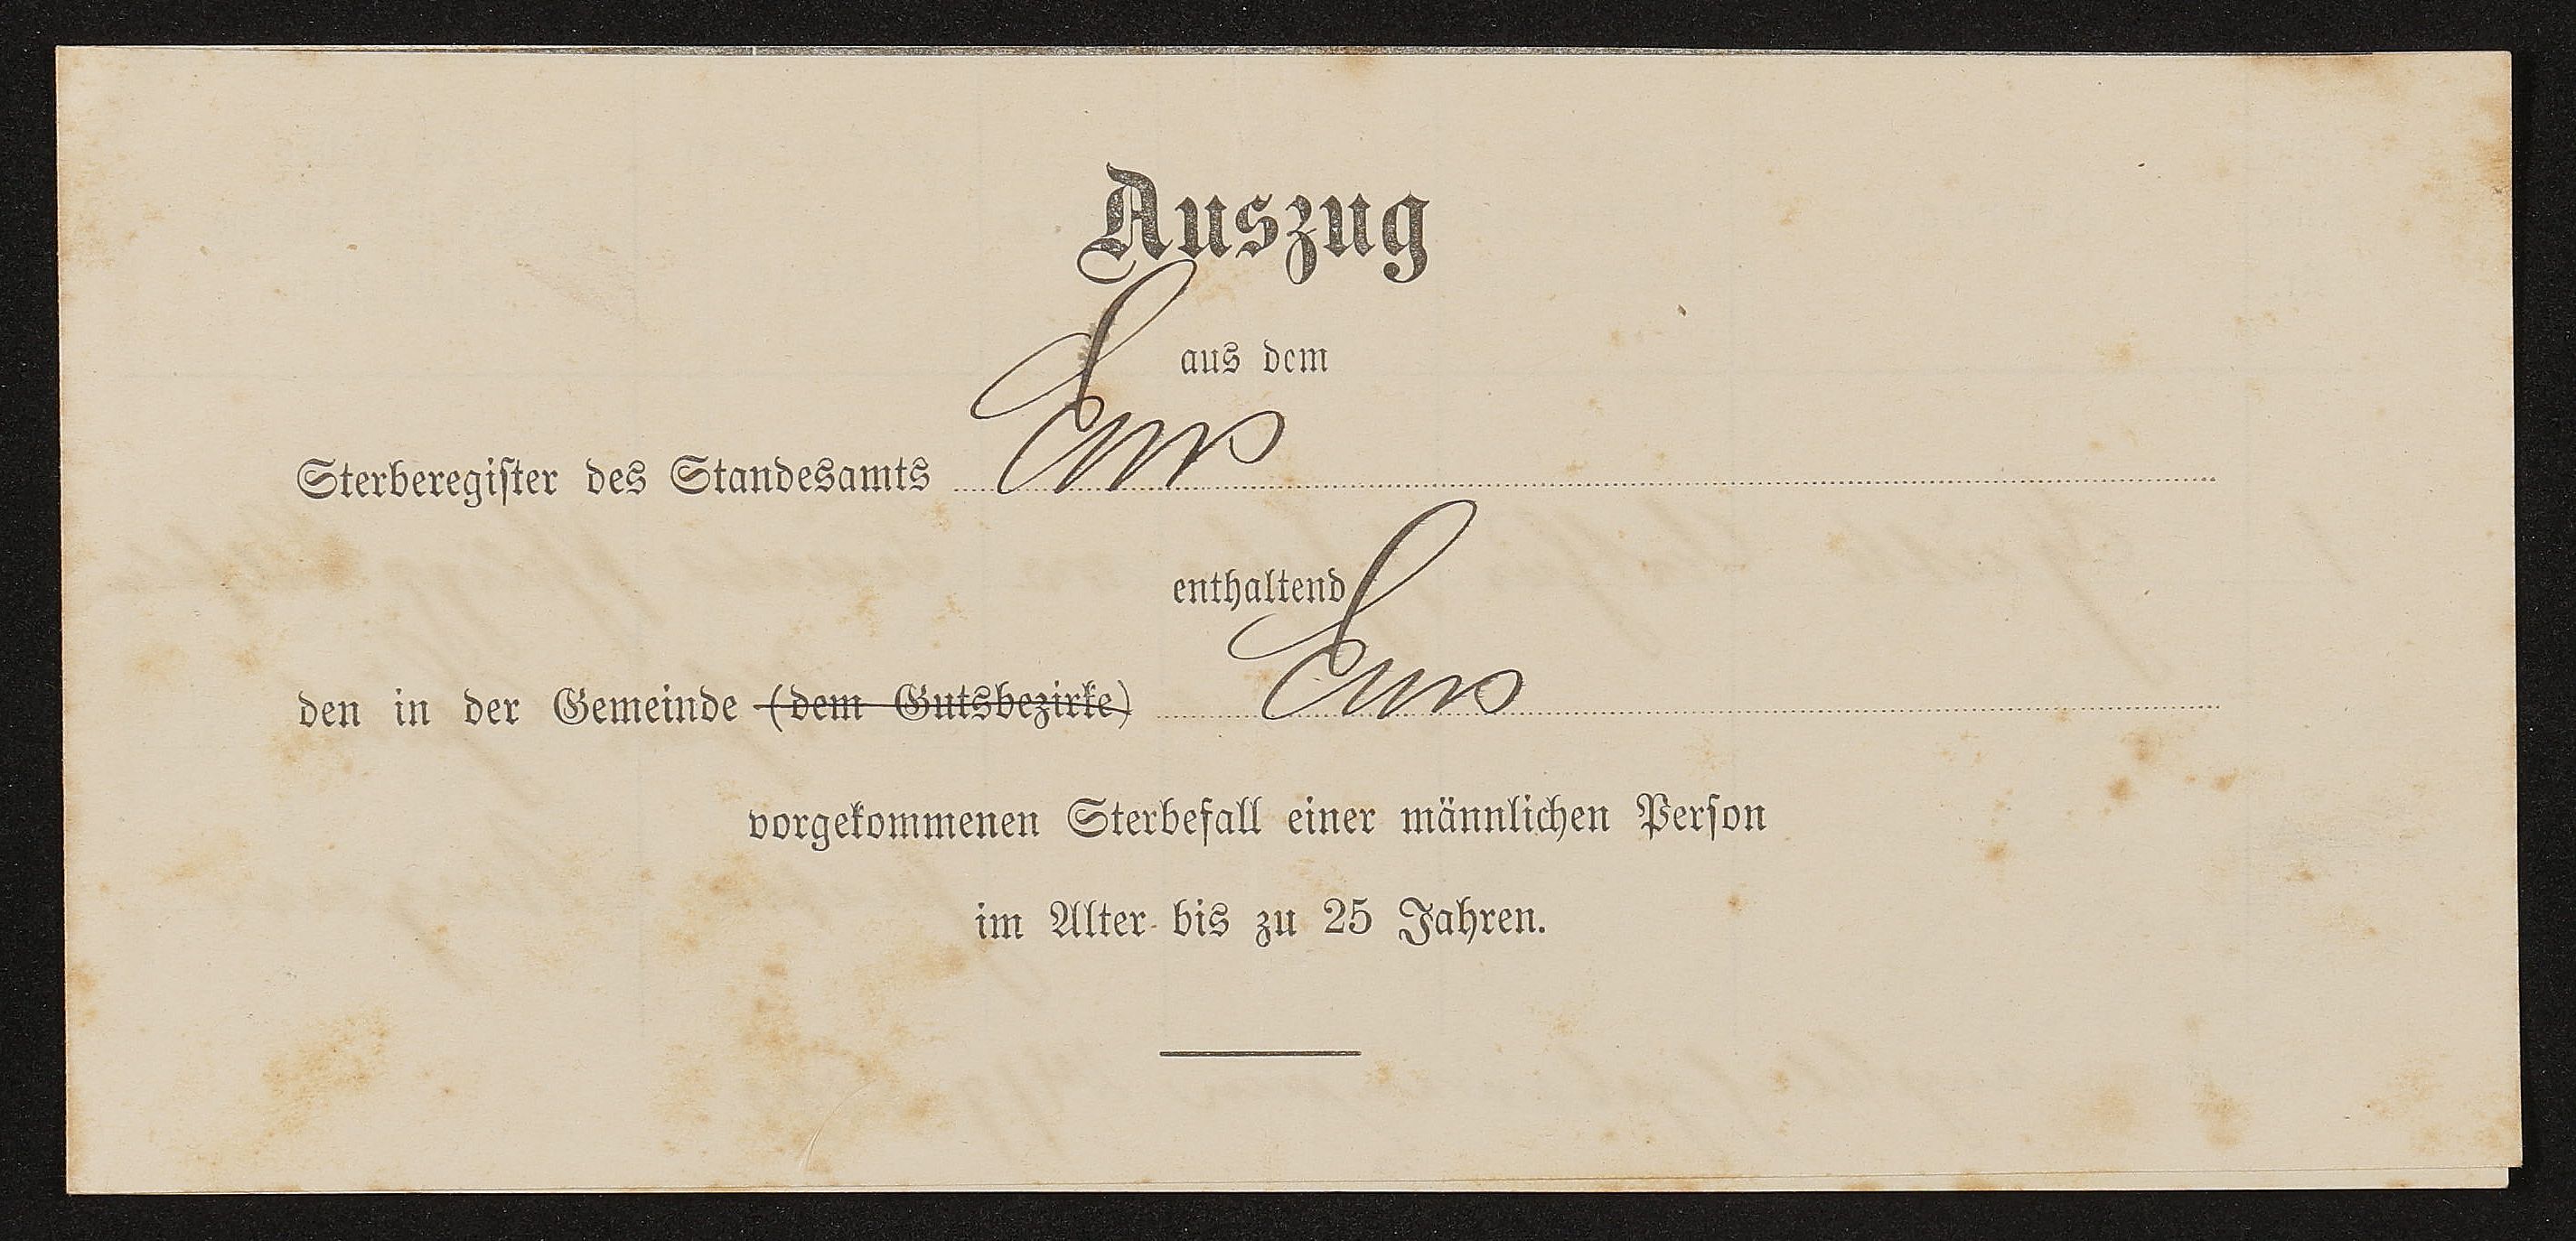 Auszug
aus dem
Sterberegister des Standesamts Ems
enthaltend
den in der Gemeinde (dem Gutsbezirke) Ems
vorgekommenen Sterbefall einer männlichen Person
im Alter bis zu 25 Jahren.